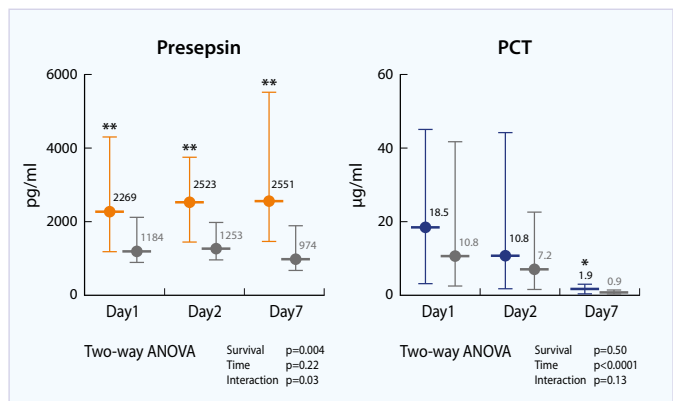 Presepsin
6000
4000
2000
0
pg/ml
**
2269
1184
**
2523
1253
**
2551
974
Day1 Day2 Day7
Two-way ANOVA
Survival p=0.004
Time p=0.22
Interaction p=0.03
PCT
60
40
20
0
µg/ml
18.5
10.8
10.8
7.2
*
1.9
0.9
Day1 Day2 Day7
Two-way ANOVA
Survival p=0.50
Time p<0.0001
Interaction p=0.13